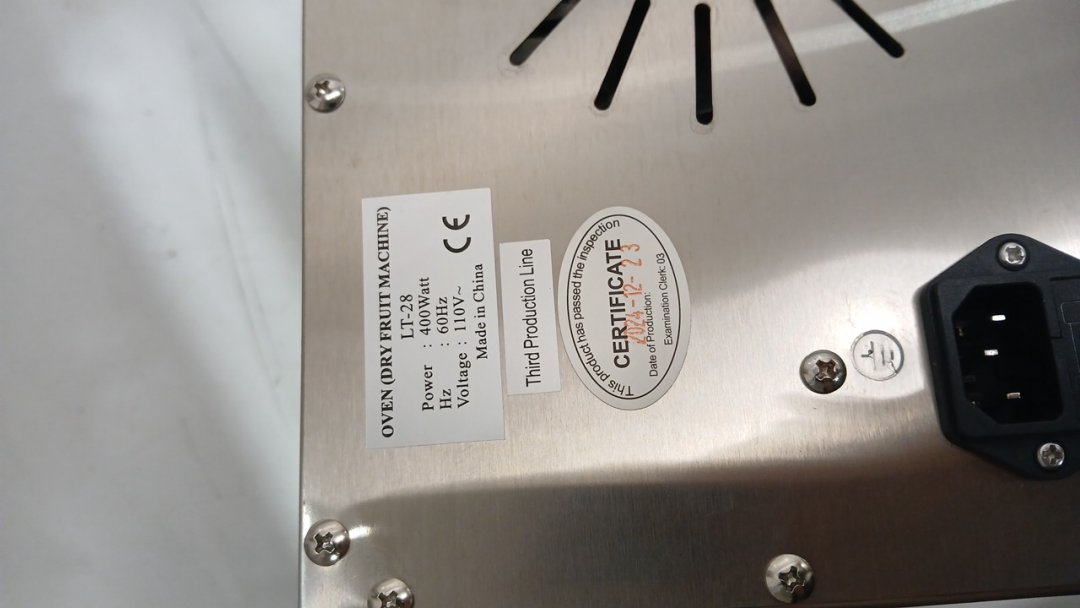 OVEN (DRY FRUIT MACHINE)
LT-28
Power : 400Watt
Hz : 60Hz
Voltage : 110V~
Made in China
CE
Third Production Line
This product has passed the inspection
CERTIFICATE
2024-12-23
Date of Production:
Examination Clerk: 03